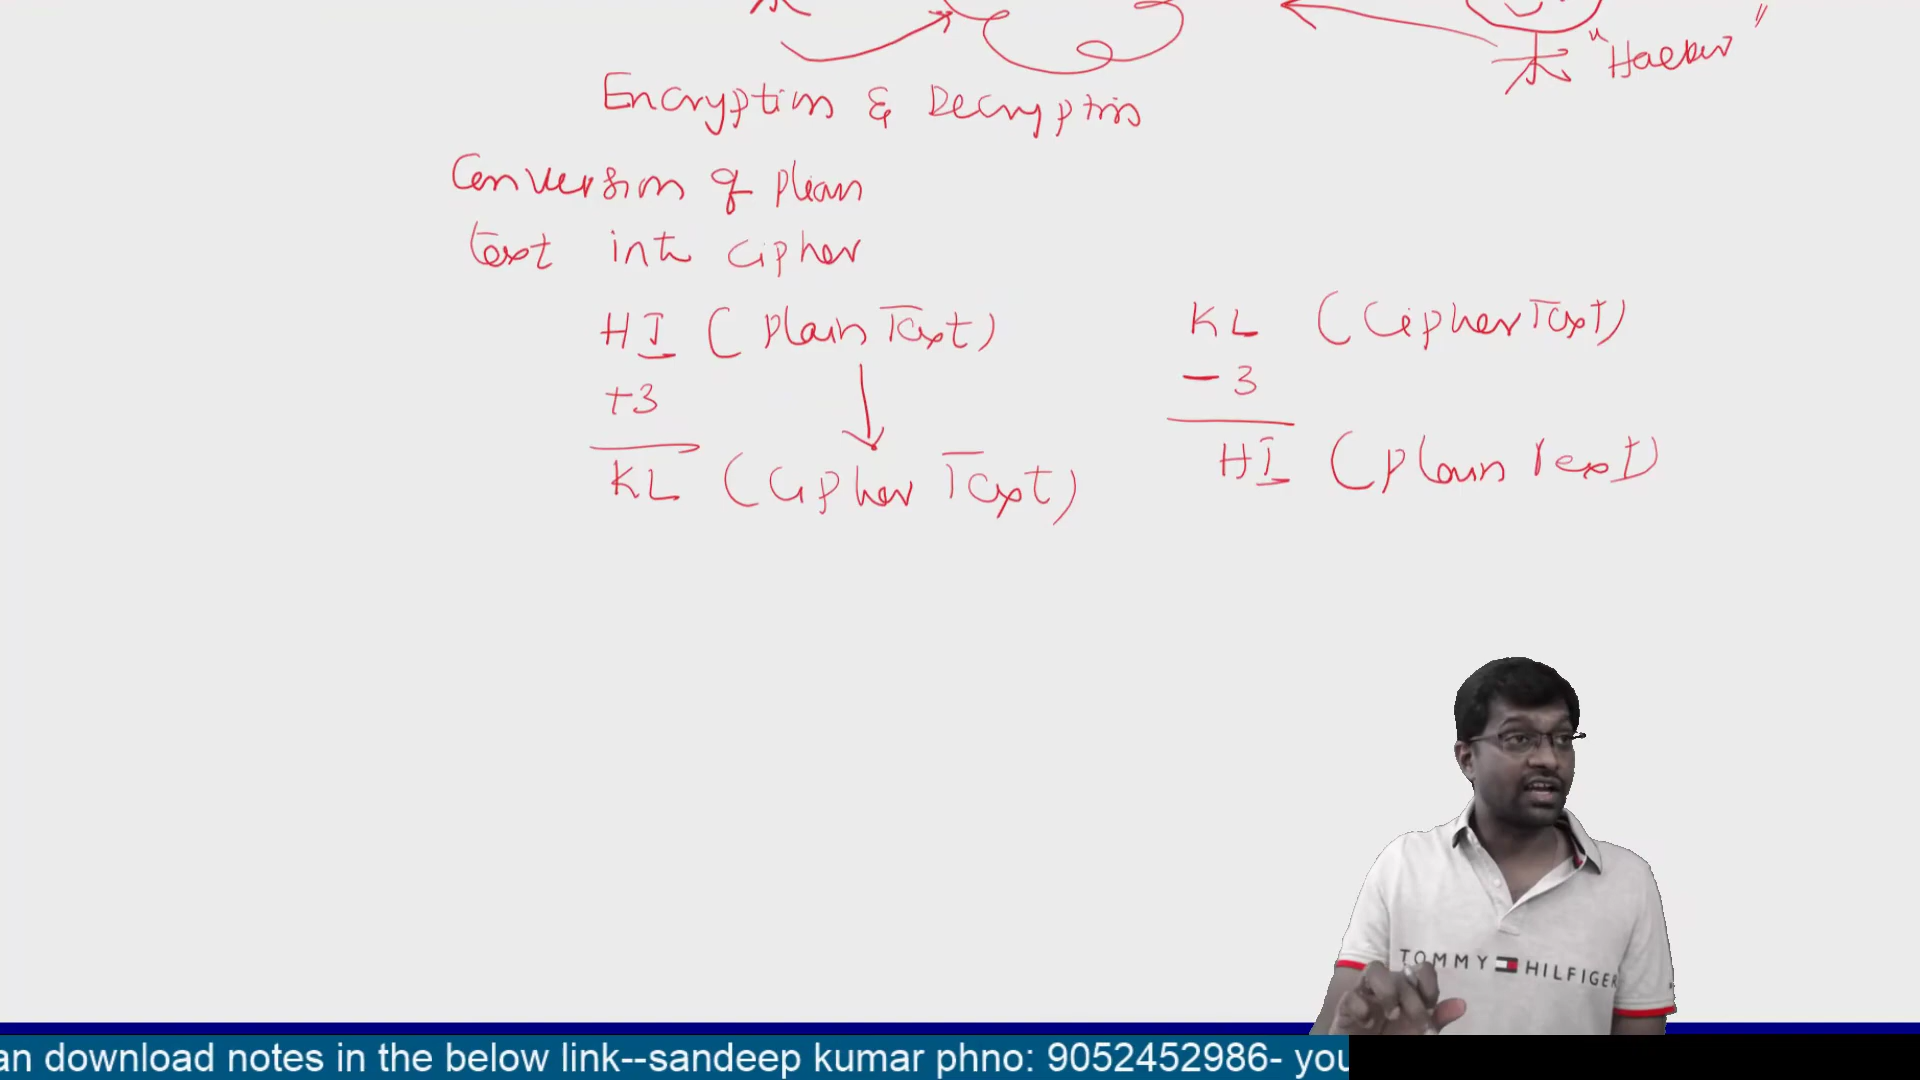 "Hacker"
Encryption & Decryption
Conversion of plain
text into cipher
HI (Plain Text)
+3
KL (Cipher Text)
KL (Cipher Text)
- 3
HI (Plain Text)
TOMMY HILFIGER
an download notes in the below link--sandeep kumar phno: 9052452986- you